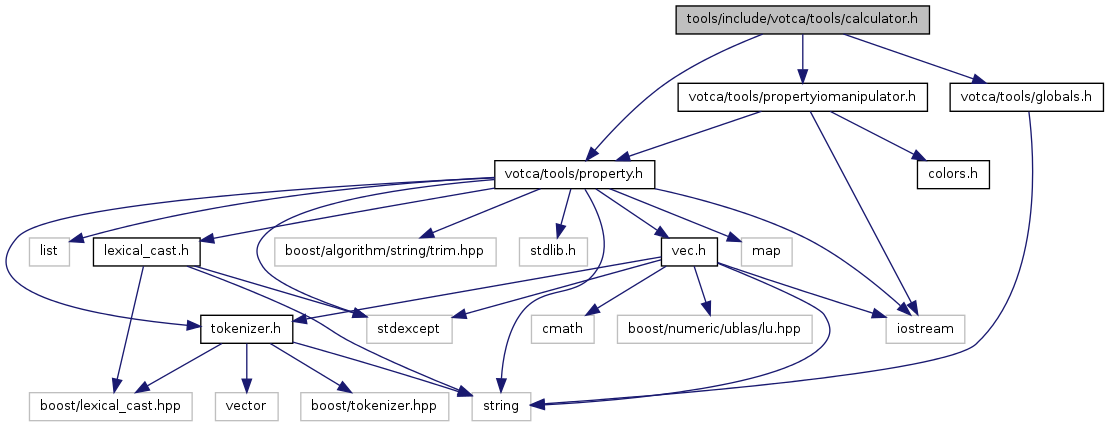 tools/include/votca/tools/calculator.h
votca/tools/propertyiomanipulator.h
votca/tools/globals.h
votca/tools/property.h
colors.h
list
lexical_cast.h
boost/algorithm/string/trim.hpp
stdlib.h
vec.h
map
tokenizer.h
stdexcept
cmath
boost/numeric/ublas/lu.hpp
iostream
boost/lexical_cast.hpp
vector
boost/tokenizer.hpp
string